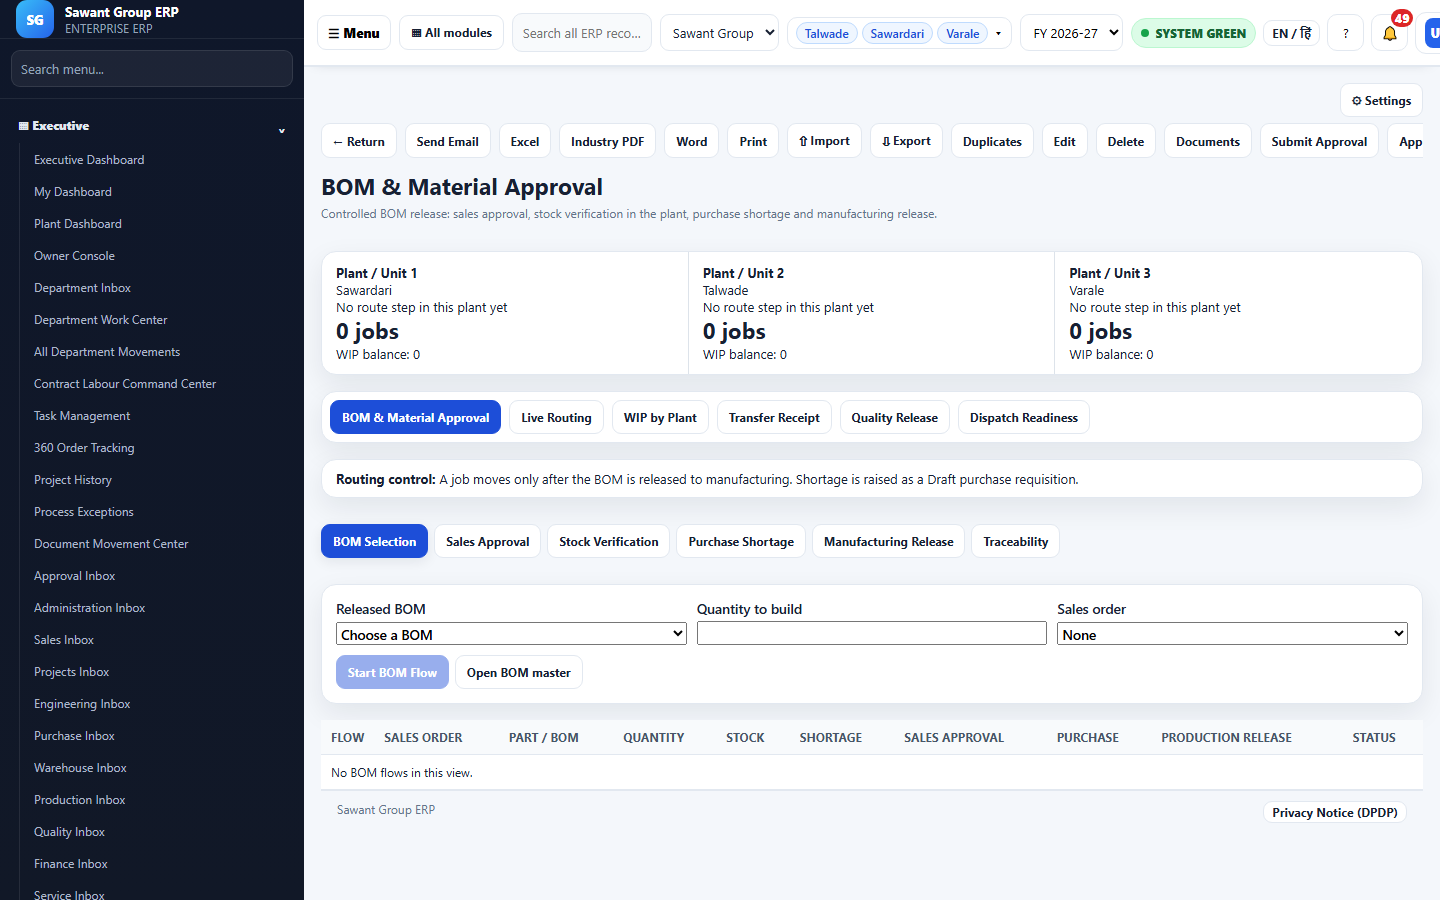 SG
Sawant Group ERP
ENTERPRISE ERP
Search menu...
Executive
Executive Dashboard
My Dashboard
Plant Dashboard
Owner Console
Department Inbox
Department Work Center
All Department Movements
Contract Labour Command Center
Task Management
360 Order Tracking
Project History
Process Exceptions
Document Movement Center
Approval Inbox
Administration Inbox
Sales Inbox
Projects Inbox
Engineering Inbox
Purchase Inbox
Warehouse Inbox
Production Inbox
Quality Inbox
Finance Inbox
Service Inbox
☰ Menu
All modules
Search all ERP reco...
Sawant Group
Talwade Sawardari Varale
FY 2026-27
SYSTEM GREEN
EN / हिं
?
49
U
⚙ Settings
← Return
Send Email
Excel
Industry PDF
Word
Print
⇧ Import
⇩ Export
Duplicates
Edit
Delete
Documents
Submit Approval
App
BOM & Material Approval
Controlled BOM release: sales approval, stock verification in the plant, purchase shortage and manufacturing release.
Plant / Unit 1
Sawardari
No route step in this plant yet
0 jobs
WIP balance: 0
Plant / Unit 2
Talwade
No route step in this plant yet
0 jobs
WIP balance: 0
Plant / Unit 3
Varale
No route step in this plant yet
0 jobs
WIP balance: 0
BOM & Material Approval
Live Routing
WIP by Plant
Transfer Receipt
Quality Release
Dispatch Readiness
Routing control: A job moves only after the BOM is released to manufacturing. Shortage is raised as a Draft purchase requisition.
BOM Selection
Sales Approval
Stock Verification
Purchase Shortage
Manufacturing Release
Traceability
Released BOM
Choose a BOM
Quantity to build
Sales order
None
Start BOM Flow
Open BOM master
FLOW SALES ORDER PART / BOM QUANTITY STOCK SHORTAGE SALES APPROVAL PURCHASE PRODUCTION RELEASE STATUS
No BOM flows in this view.
Sawant Group ERP
Privacy Notice (DPDP)